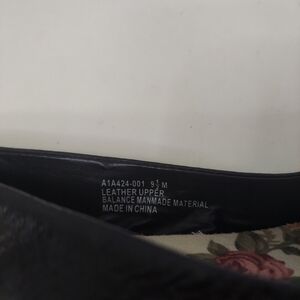 A1A424-001 9½ M
LEATHER UPPER
BALANCE MANMADE MATERIAL
MADE IN CHINA